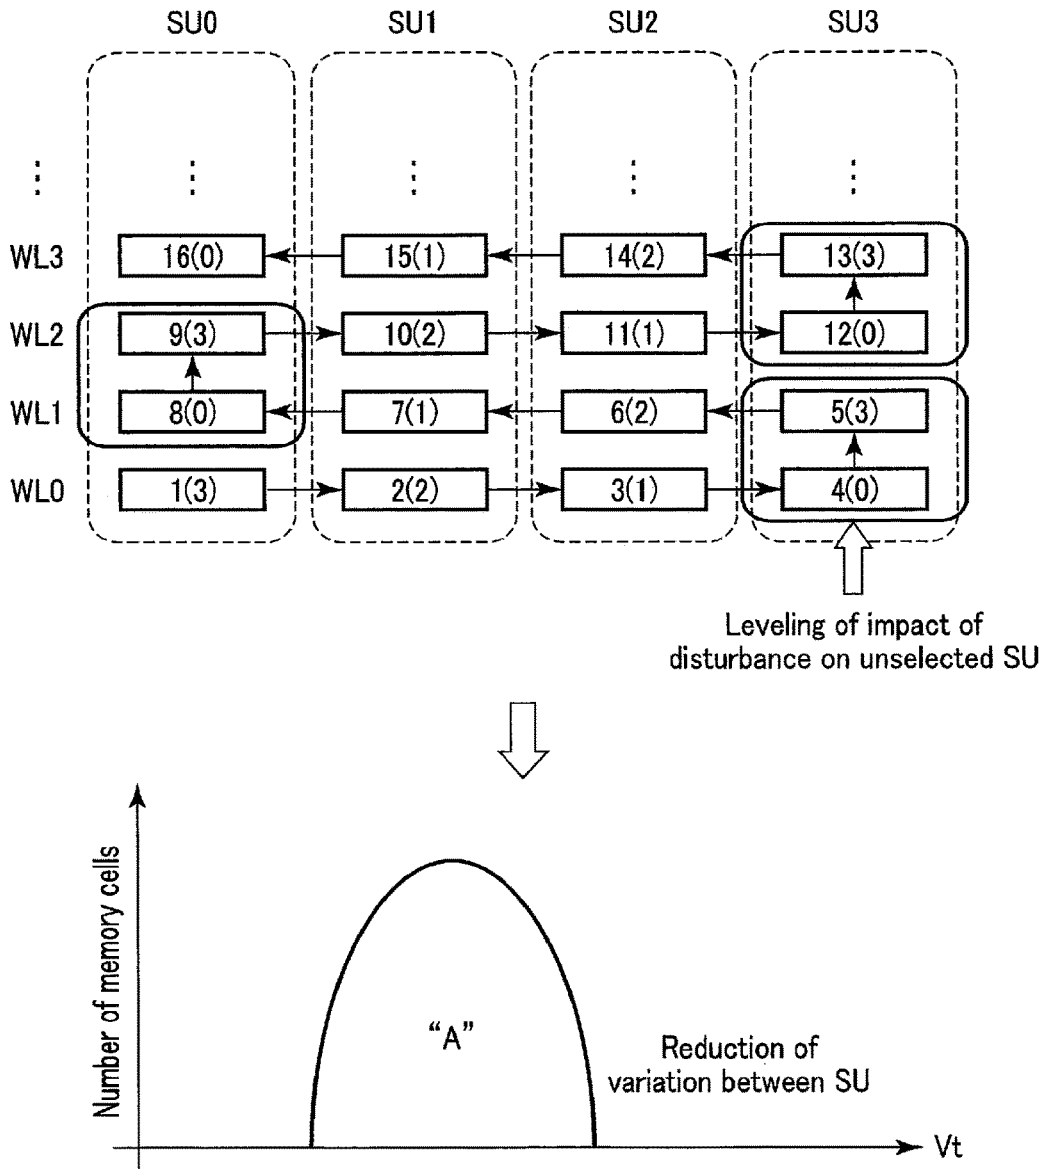 SU0 SU1 SU2 SU3
⋮ ⋮ ⋮ ⋮ ⋮
WL3 16(0) 15(1) 14(2) 13(3)
WL2 9(3) 10(2) 11(1) 12(0)
WL1 8(0) 7(1) 6(2) 5(3)
WL0 1(3) 2(2) 3(1) 4(0)
Leveling of impact of
disturbance on unselected SU
Number of memory cells
“A”
Reduction of
variation between SU
Vt